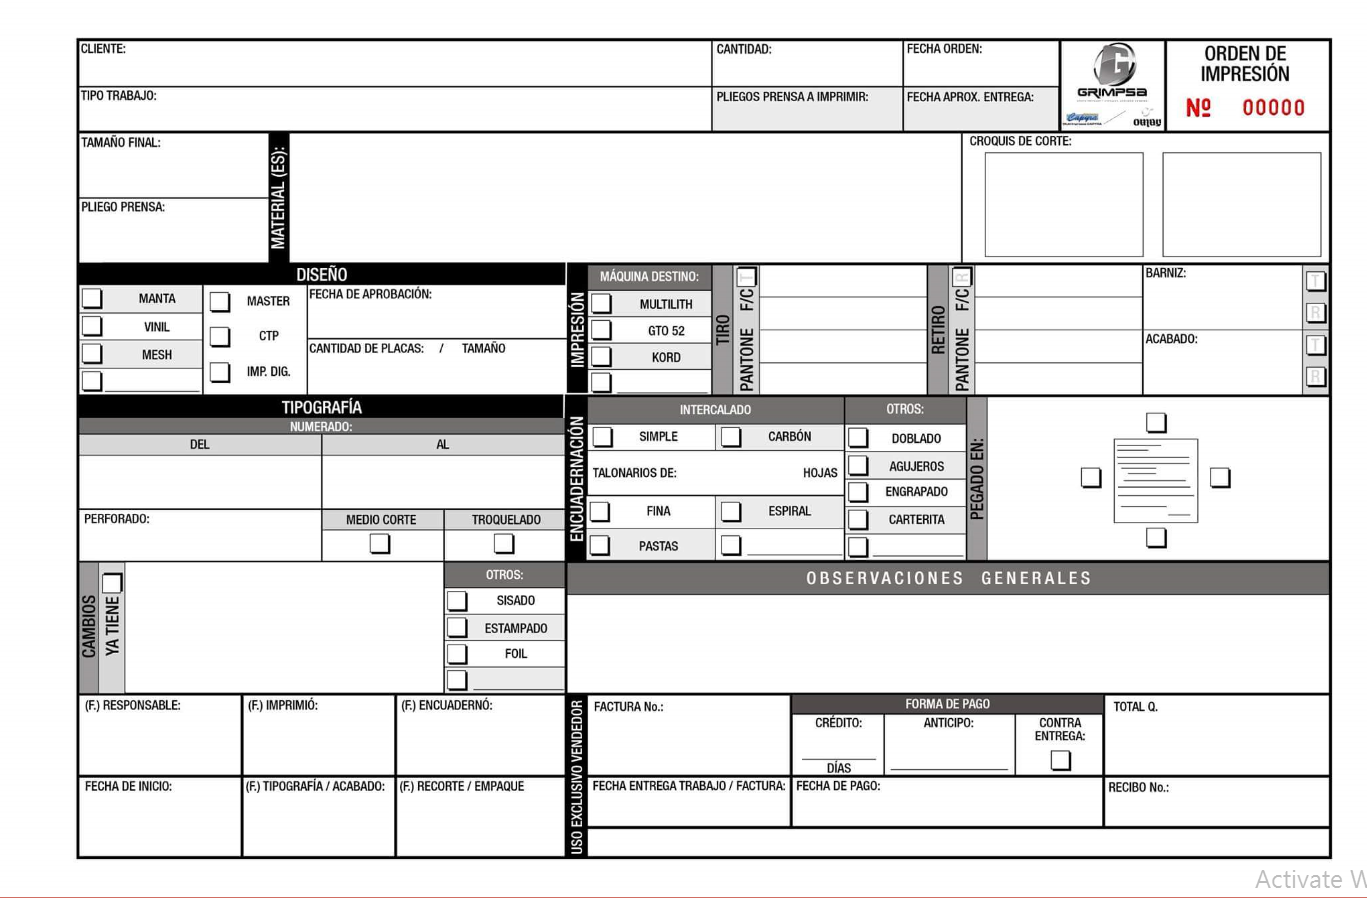 CLIENTE:
CANTIDAD:
FECHA ORDEN:
GRIMPSA
ORDEN DE
IMPRESIÓN
Nº 00000
TIPO TRABAJO:
PLIEGOS PRENSA A IMPRIMIR:
FECHA APROX. ENTREGA:
TAMAÑO FINAL:
PLIEGO PRENSA:
MATERIAL (ES):
CROQUIS DE CORTE:
DISEÑO
MANTA
VINIL
MESH
MASTER
CTP
IMP. DIG.
FECHA DE APROBACIÓN:
CANTIDAD DE PLACAS: / TAMAÑO
IMPRESIÓN
MÁQUINA DESTINO:
MULTILITH
GTO 52
KORD
TIRO
PANTONE F/C T
RETIRO
PANTONE F/C R
BARNIZ:
T
R
ACABADO:
T
R
TIPOGRAFÍA
NUMERADO:
DEL
AL
PERFORADO:
MEDIO CORTE
TROQUELADO
ENCUADERNACIÓN
INTERCALADO
SIMPLE
CARBÓN
TALONARIOS DE: HOJAS
FINA
ESPIRAL
PASTAS
OTROS:
DOBLADO
AGUJEROS
ENGRAPADO
CARTERITA
PEGADO EN:
CAMBIOS
YA TIENE
OTROS:
SISADO
ESTAMPADO
FOIL
OBSERVACIONES GENERALES
(F.) RESPONSABLE:
(F.) IMPRIMIÓ:
(F.) ENCUADERNÓ:
FECHA DE INICIO:
(F.) TIPOGRAFÍA / ACABADO:
(F.) RECORTE / EMPAQUE
USO EXCLUSIVO VENDEDOR
FACTURA No.:
FORMA DE PAGO
CRÉDITO:
DÍAS
ANTICIPO:
CONTRA
ENTREGA:
TOTAL Q.
FECHA ENTREGA TRABAJO / FACTURA:
FECHA DE PAGO:
RECIBO No.:
Activate W